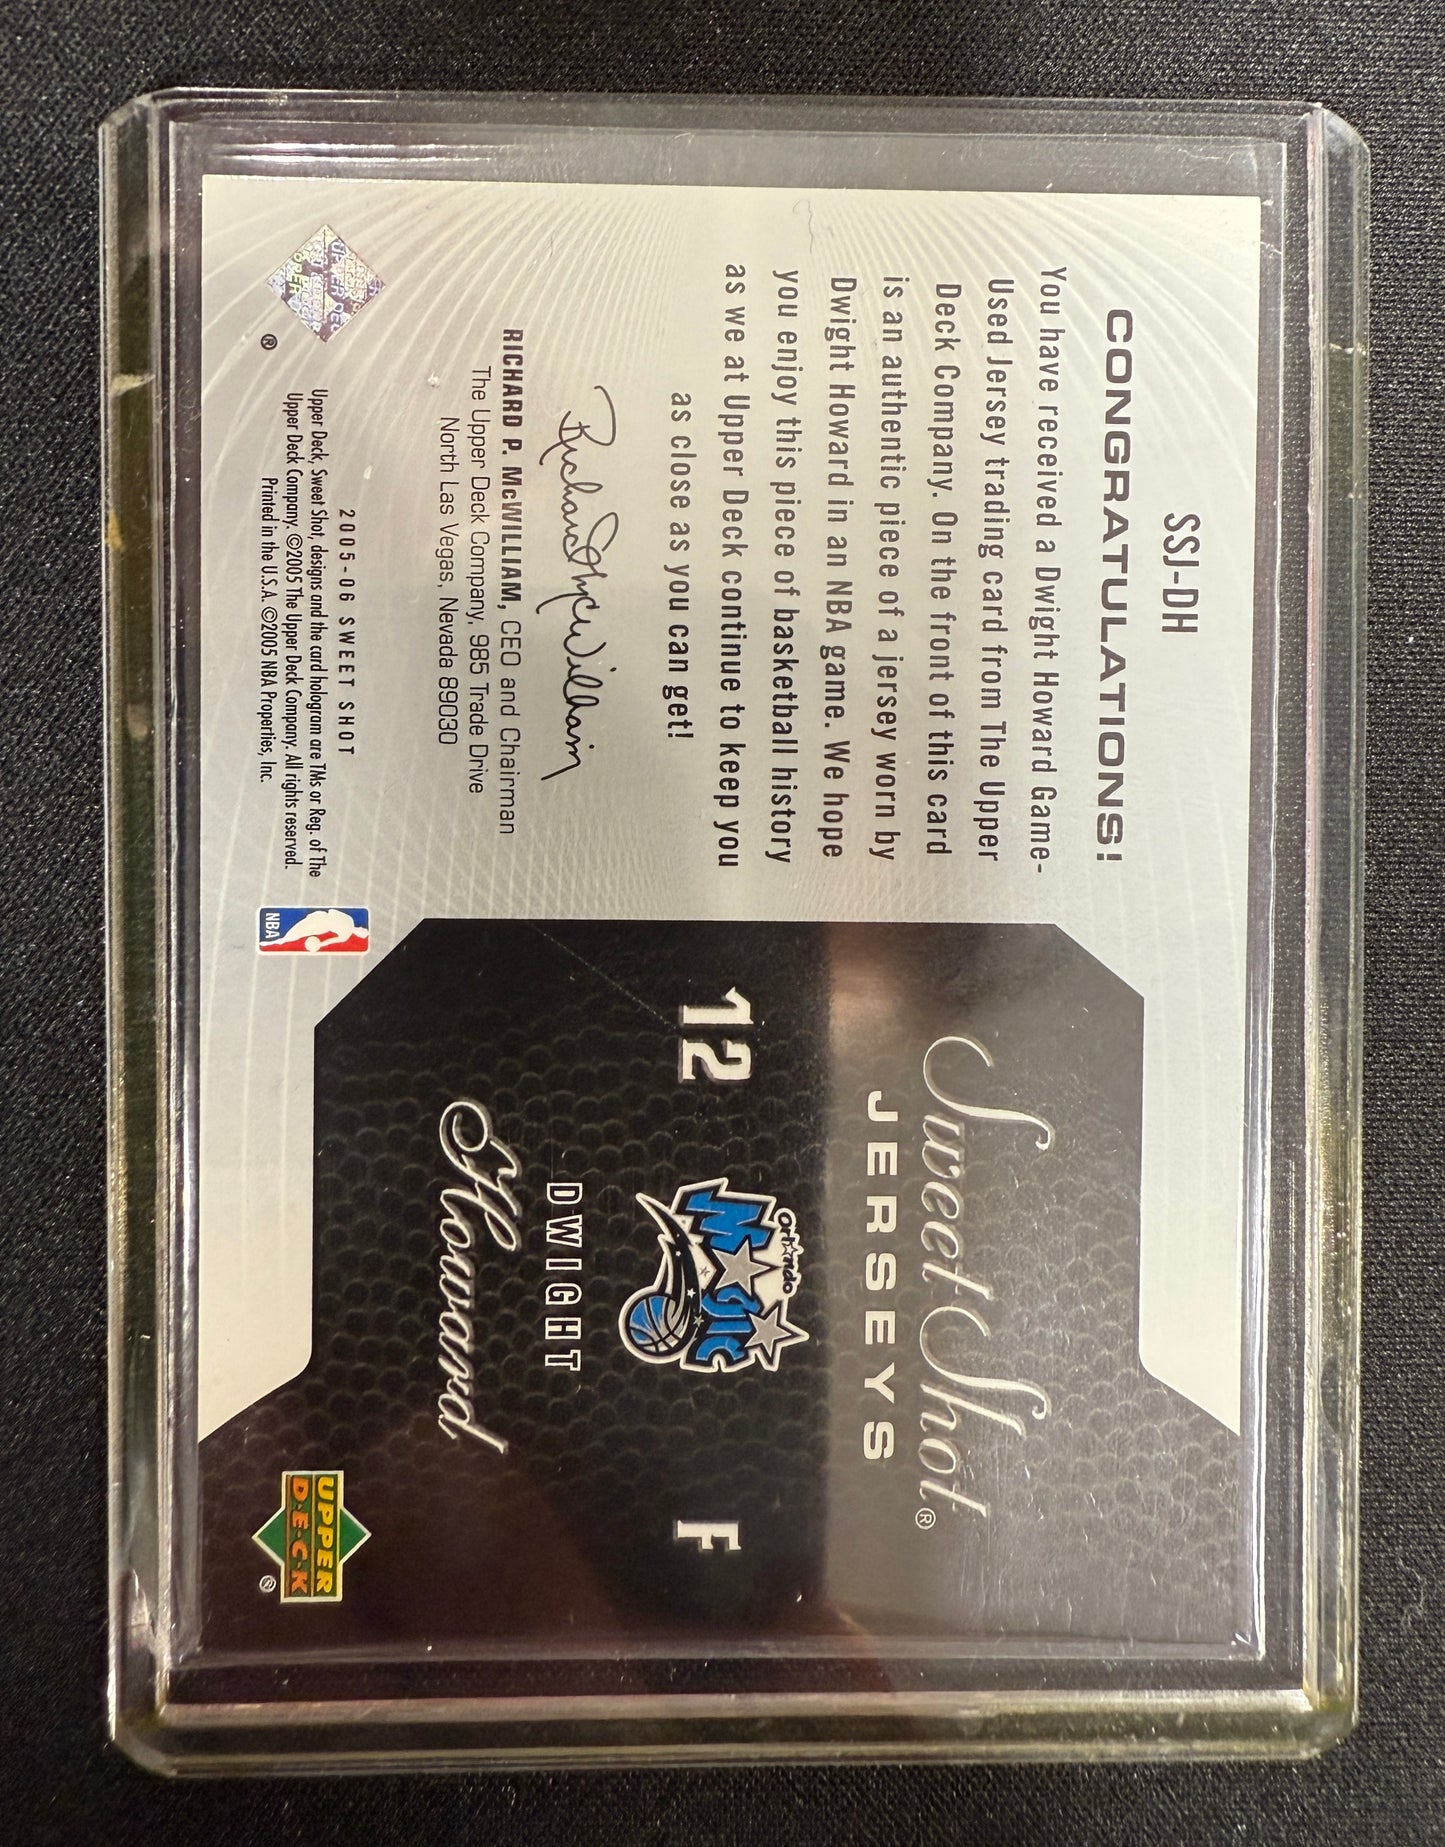 SSJ-DH
CONGRATULATIONS!
You have received a Dwight Howard Game-
Used Jersey trading card from The Upper
Deck Company. On the front of this card
is an authentic piece of a jersey worn by
Dwight Howard in an NBA game. We hope
you enjoy this piece of basketball history
as we at Upper Deck continue to keep you
as close as you can get!
Richard P. McWilliam
RICHARD P. McWILLIAM, CEO and Chairman
The Upper Deck Company, 985 Trade Drive
North Las Vegas, Nevada 89030
2005-06 SWEET SHOT
Upper Deck, Sweet Shot, designs and the card hologram are TMs or Reg. of The
Upper Deck Company. ©2005 The Upper Deck Company. All rights reserved.
Printed in the U.S.A. ©2005 NBA Properties, Inc.
®
NBA
Sweet Shot®
JERSEYS
12
Orlando
MAGIC
F
DWIGHT
Howard
UPPER
D·E·C·K
®